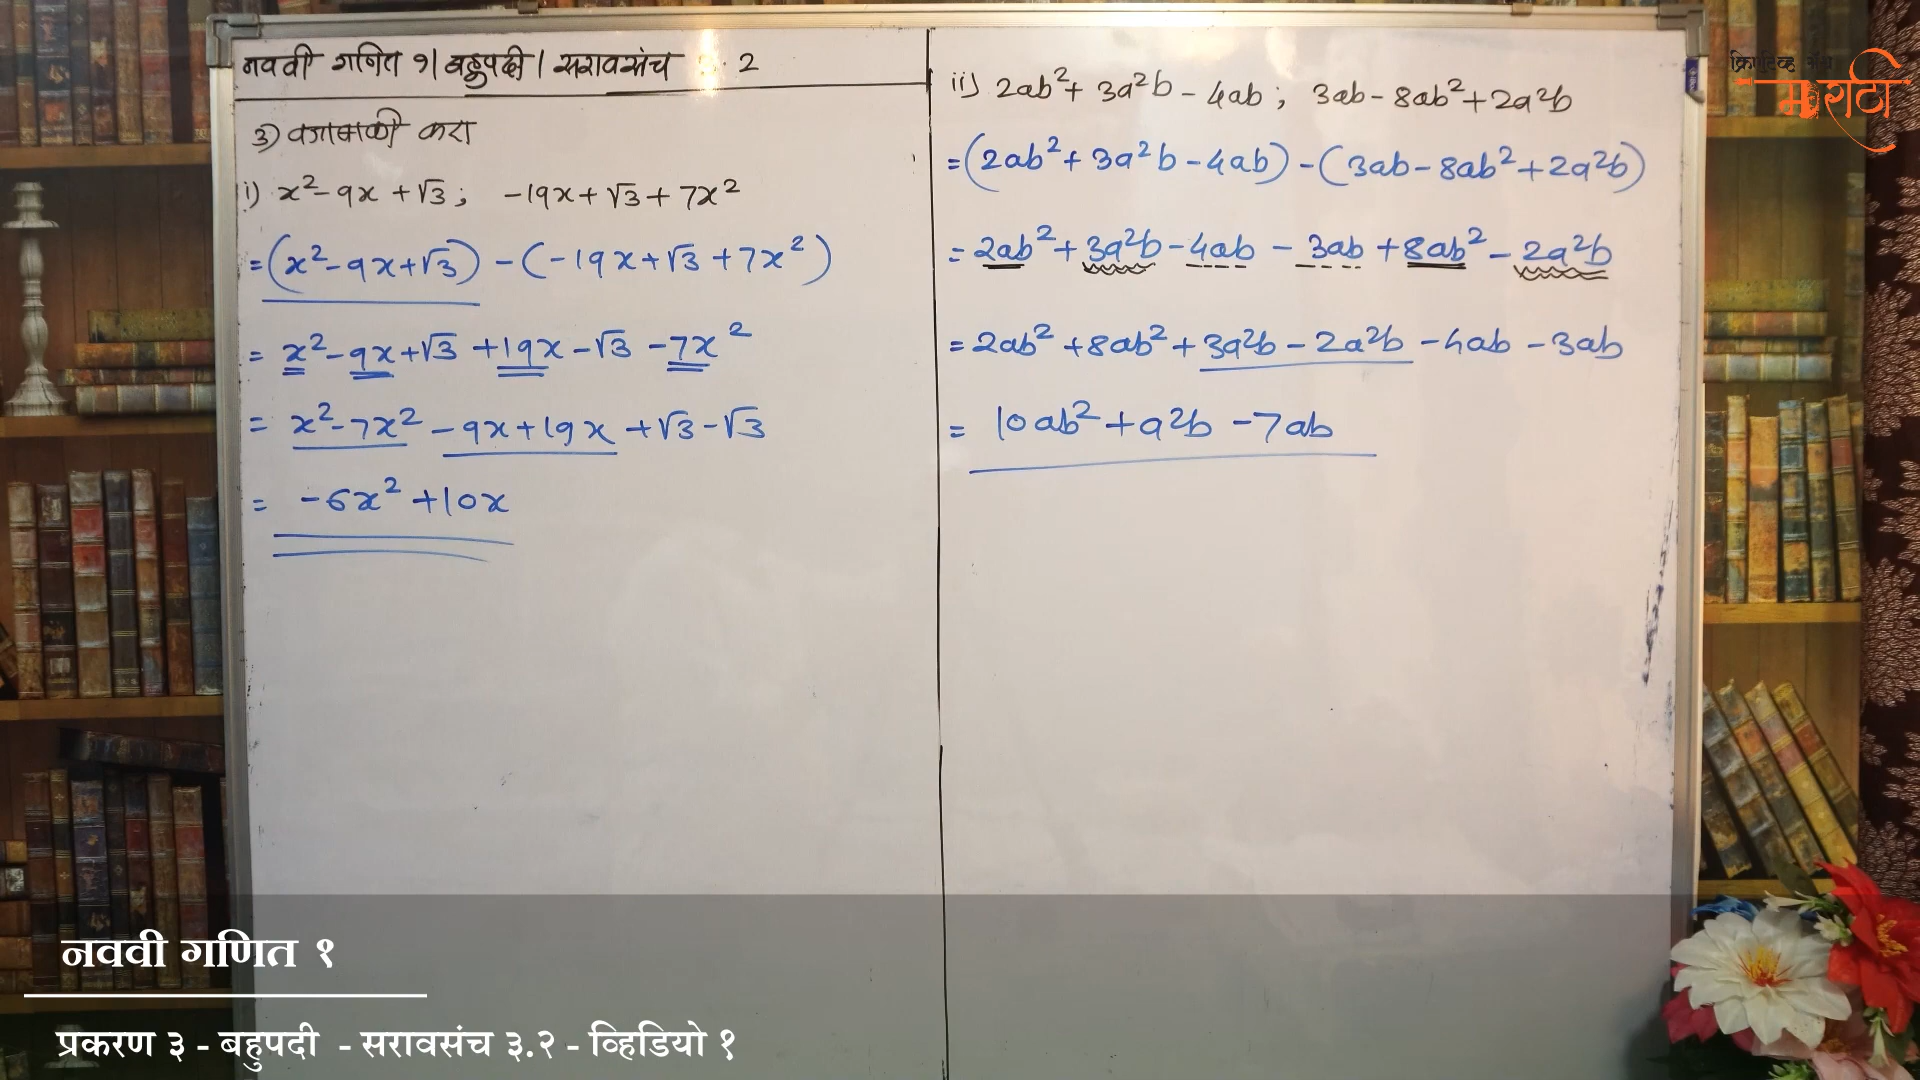 नववी गणित १ | बहुपदी | सरावसंच 3.2
3) वजाबाकी करा
i) x² - 9x + √3 ; -19x + √3 + 7x²
= (x² - 9x + √3) - (-19x + √3 + 7x²)
= x² - 9x + √3 + 19x - √3 - 7x²
= x² - 7x² - 9x + 19x + √3 - √3
= -6x² + 10x
ii) 2ab² + 3a²b - 4ab ; 3ab - 8ab² + 2a²b
= (2ab² + 3a²b - 4ab) - (3ab - 8ab² + 2a²b)
= 2ab² + 3a²b - 4ab - 3ab + 8ab² - 2a²b
= 2ab² + 8ab² + 3a²b - 2a²b - 4ab - 3ab
= 10ab² + a²b - 7ab
मराठी
नववी गणित १
प्रकरण ३ - बहुपदी - सरावसंच ३.२ - व्हिडियो १